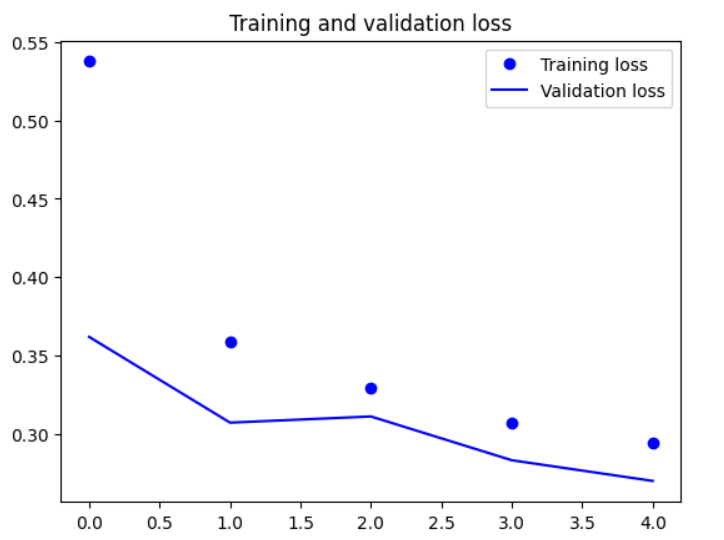 Training and validation loss
0.55
Training loss
Validation loss
0.50
0.45
0.40
0.35
0.30
0.0 0.5 1.0 1.5 2.0 2.5 3.0 3.5 4.0